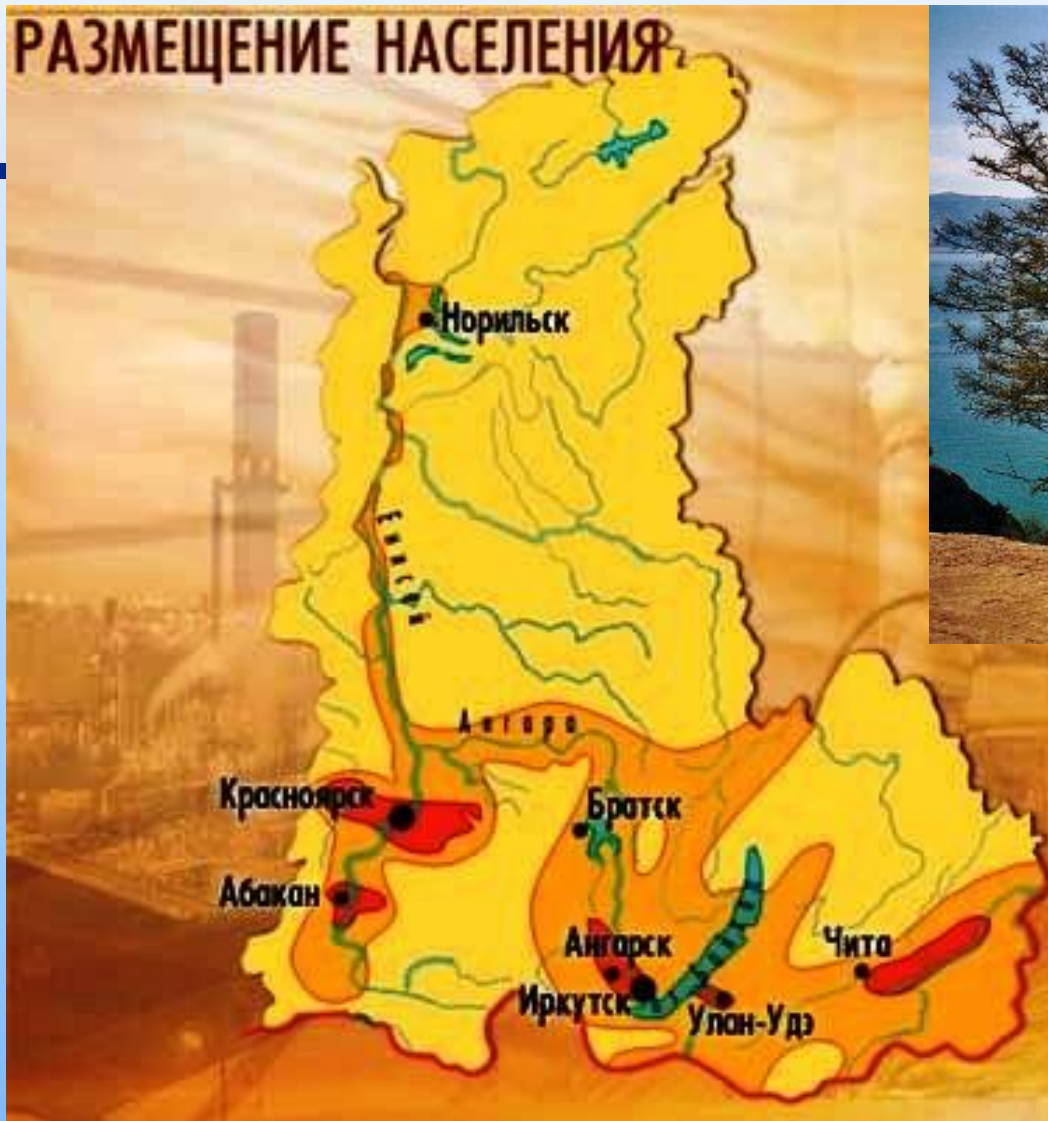 РАЗМЕЩЕНИЕ НАСЕЛЕНИЯ
Норильск
Енисей
Ангара
Красноярск
Братск
Абакан
Ангарск
Чита
Иркутск
Улан-Удэ